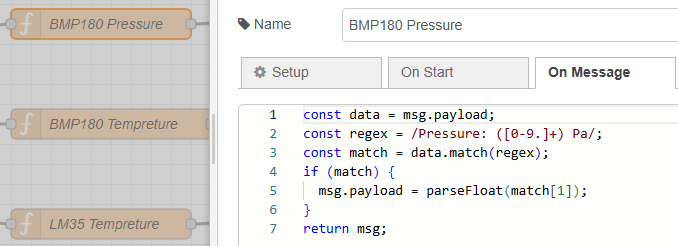 BMP180 Pressure
BMP180 Tempreture
LM35 Tempreture
Name
BMP180 Pressure
Setup
On Start
On Message
1 const data = msg.payload;
2 const regex = /Pressure: ([0-9.]+) Pa/;
3 const match = data.match(regex);
4 if (match) {
5 msg.payload = parseFloat(match[1]);
6 }
7 return msg;